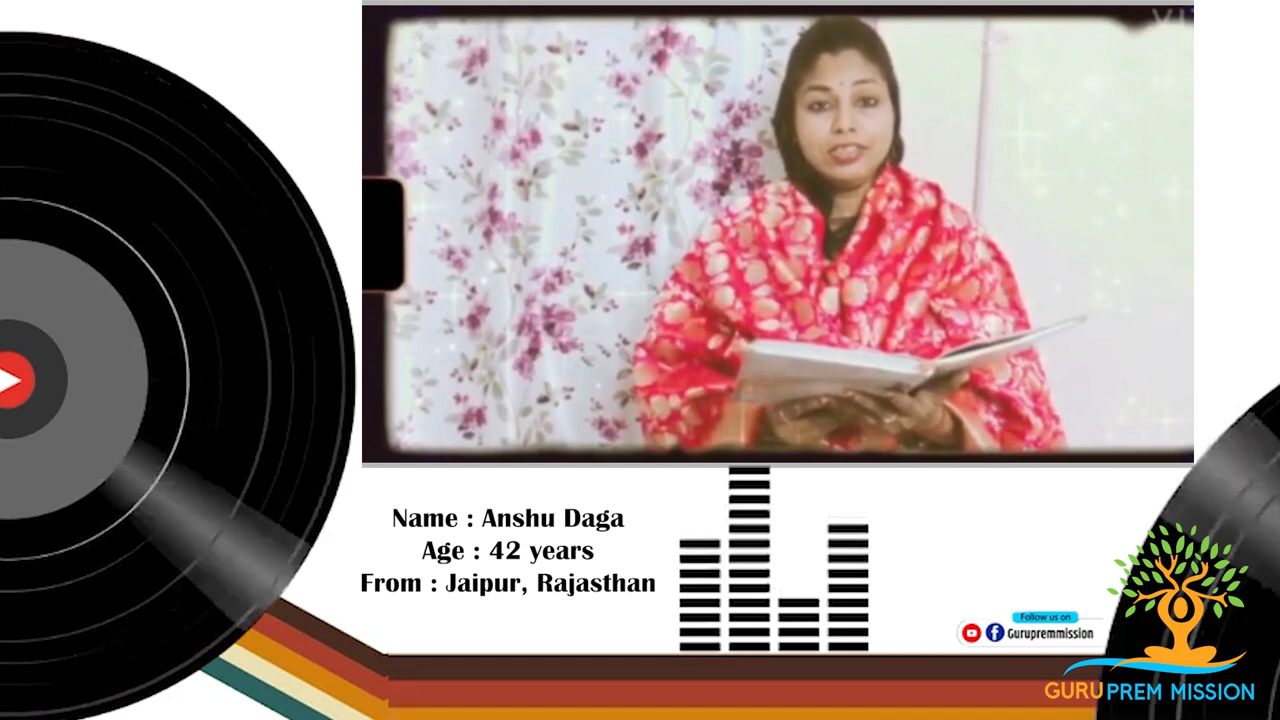 Name : Anshu Daga
Age : 42 years
From : Jaipur, Rajasthan
Follow us on
Gurupremmission
GURU PREM MISSION